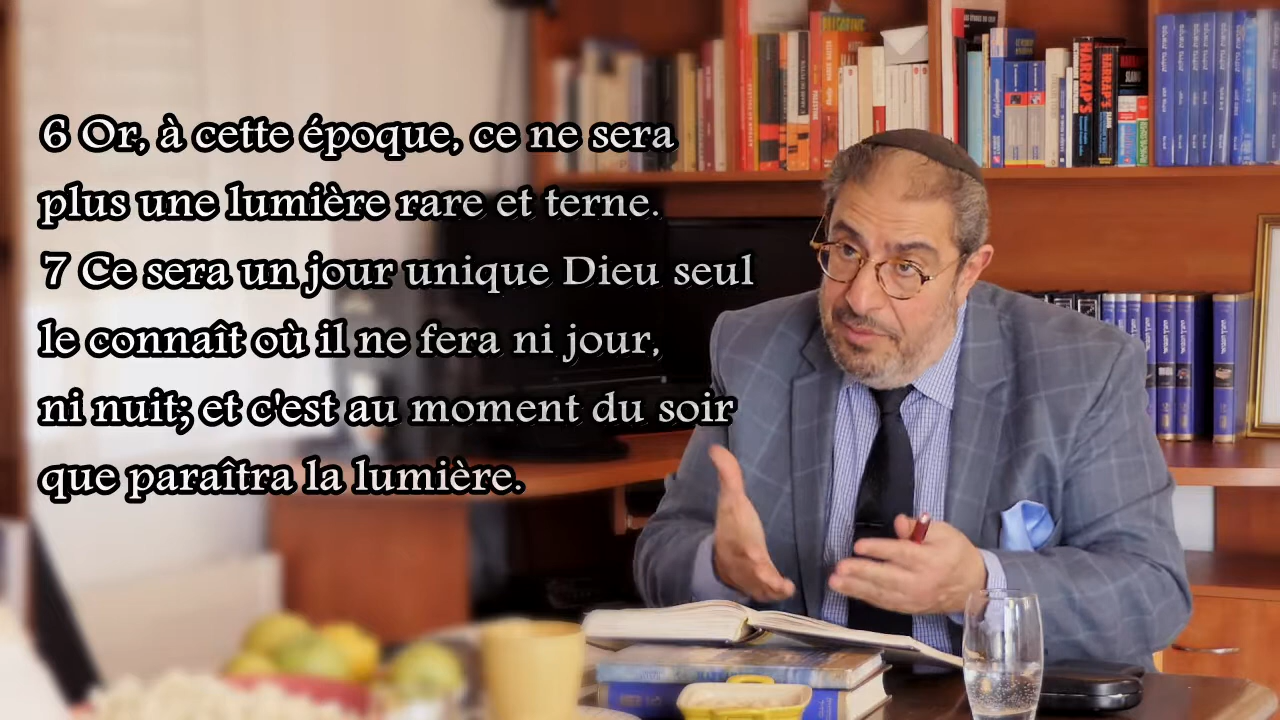 6 Or, à cette époque, ce ne sera
plus une lumière rare et terne.
7 Ce sera un jour unique Dieu seul
le connaît où il ne fera ni jour,
ni nuit; et c'est au moment du soir
que paraîtra la lumière.
HARRAP'S
HARRAP'S